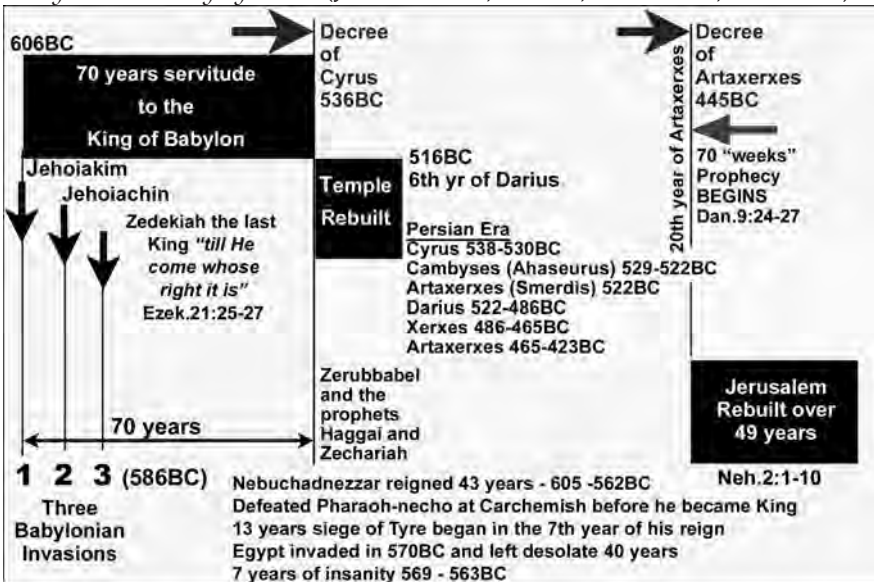 606BC
70 years servitude
to the
King of Babylon
Decree
of
Cyrus
536BC
20th year of Artaxerxes
Decree
of
Artaxerxes
445BC
Jehoiakim
Jehoiachin
Zedekiah the last
King "till He
come whose
right it is"
Ezek.21:25-27
Temple
Rebuilt
516BC
6th yr of Darius
70 "weeks"
Prophecy
BEGINS
Dan.9:24-27
Persian Era
Cyrus 538-530BC
Cambyses (Ahaseurus) 529-522BC
Artaxerxes (Smerdis) 522BC
Darius 522-486BC
Xerxes 486-465BC
Artaxerxes 465-423BC
Zerubbabel
and the
prophets
Haggai and
Zechariah
Jerusalem
Rebuilt over
49 years
Neh.2:1-10
70 years
1 2 3 (586BC)
Three
Babylonian
Invasions
Nebuchadnezzar reigned 43 years - 605 -562BC
Defeated Pharaoh-necho at Carchemish before he became King
13 years siege of Tyre began in the 7th year of his reign
Egypt invaded in 570BC and left desolate 40 years
7 years of insanity 569 - 563BC